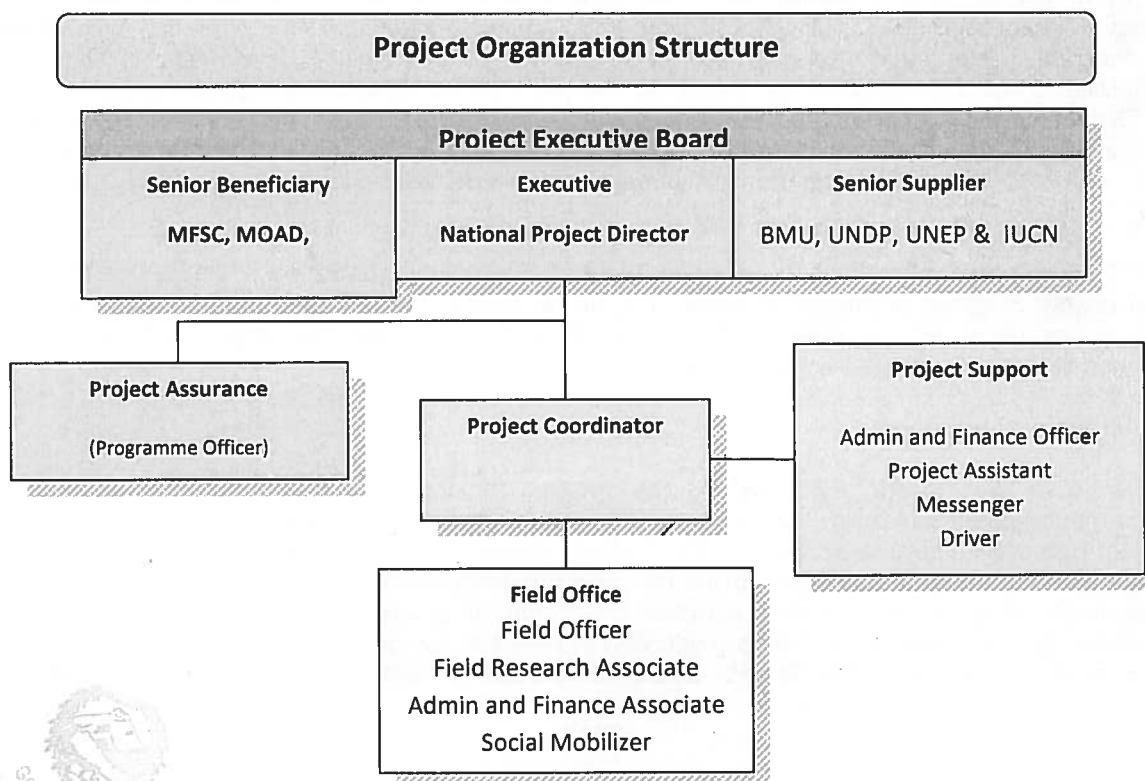 Project Organization Structure
Project Executive Board
Senior Beneficiary
MFSC, MOAD,
Executive
National Project Director
Senior Supplier
BMU, UNDP, UNEP & IUCN
Project Assurance
(Programme Officer)
Project Coordinator
Project Support
Admin and Finance Officer
Project Assistant
Messenger
Driver
Field Office
Field Officer
Field Research Associate
Admin and Finance Associate
Social Mobilizer